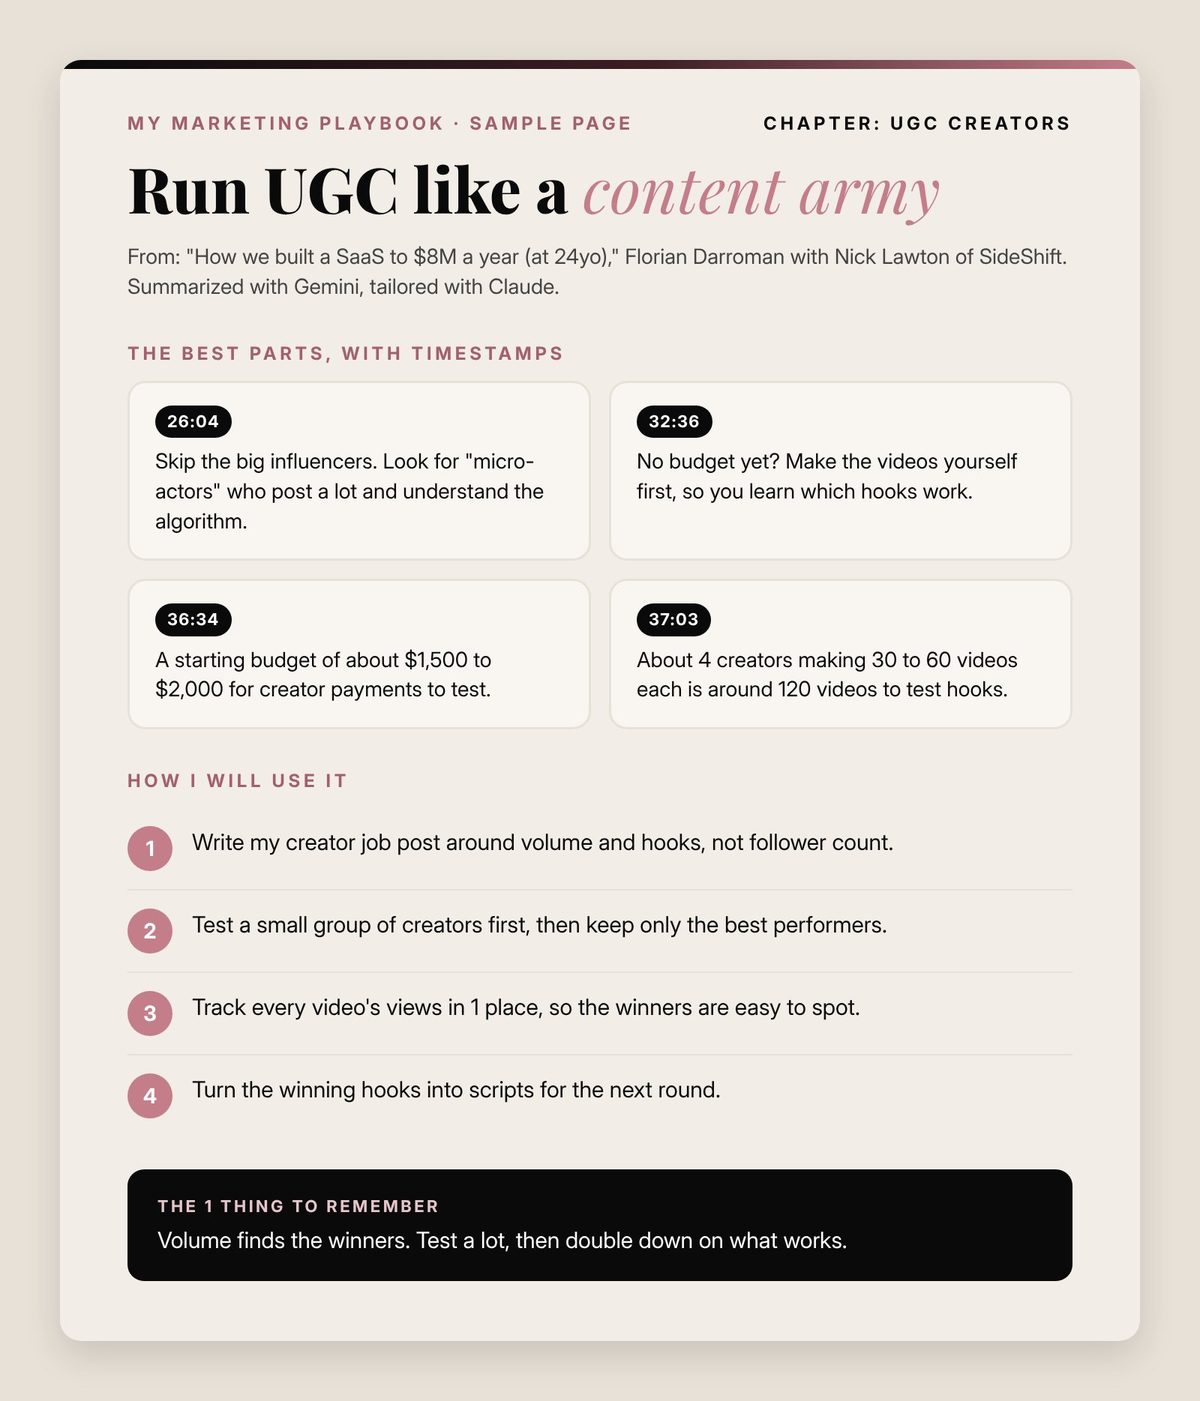 MY MARKETING PLAYBOOK · SAMPLE PAGE
CHAPTER: UGC CREATORS
Run UGC like a content army
From: "How we built a SaaS to $8M a year (at 24yo)," Florian Darroman with Nick Lawton of SideShift.
Summarized with Gemini, tailored with Claude.
THE BEST PARTS, WITH TIMESTAMPS
26:04
Skip the big influencers. Look for "micro-
actors" who post a lot and understand the
algorithm.
32:36
No budget yet? Make the videos yourself
first, so you learn which hooks work.
36:34
A starting budget of about $1,500 to
$2,000 for creator payments to test.
37:03
About 4 creators making 30 to 60 videos
each is around 120 videos to test hooks.
HOW I WILL USE IT
1 Write my creator job post around volume and hooks, not follower count.
2 Test a small group of creators first, then keep only the best performers.
3 Track every video's views in 1 place, so the winners are easy to spot.
4 Turn the winning hooks into scripts for the next round.
THE 1 THING TO REMEMBER
Volume finds the winners. Test a lot, then double down on what works.